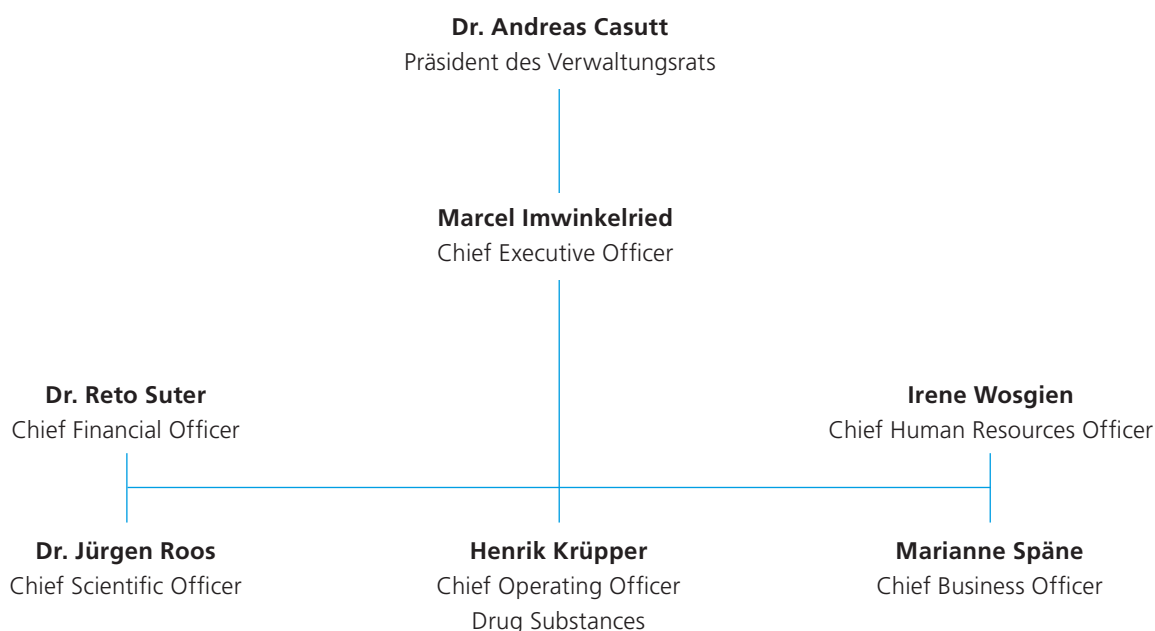 Dr. Andreas Casutt
Präsident des Verwaltungsrats
Marcel Imwinkelried
Chief Executive Officer
Dr. Reto Suter
Chief Financial Officer
Irene Wosgien
Chief Human Resources Officer
Dr. Jürgen Roos
Chief Scientific Officer
Henrik Krüpper
Chief Operating Officer
Drug Substances
Marianne Späne
Chief Business Officer